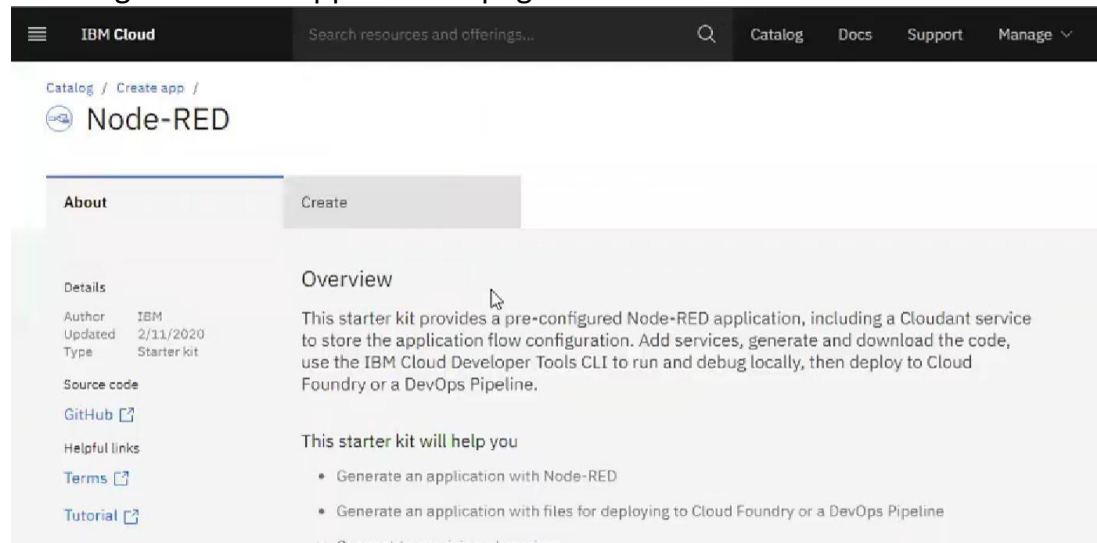 IBM Cloud
Search resources and offerings...
Catalog Docs Support Manage
Catalog / Create app /
Node-RED
About
Create
Details
Author IBM
Updated 2/11/2020
Type Starter kit
Source code
GitHub
Helpful links
Terms
Tutorial
Overview
This starter kit provides a pre-configured Node-RED application, including a Cloudant service
to store the application flow configuration. Add services, generate and download the code,
use the IBM Cloud Developer Tools CLI to run and debug locally, then deploy to Cloud
Foundry or a DevOps Pipeline.
This starter kit will help you
• Generate an application with Node-RED
• Generate an application with files for deploying to Cloud Foundry or a DevOps Pipeline